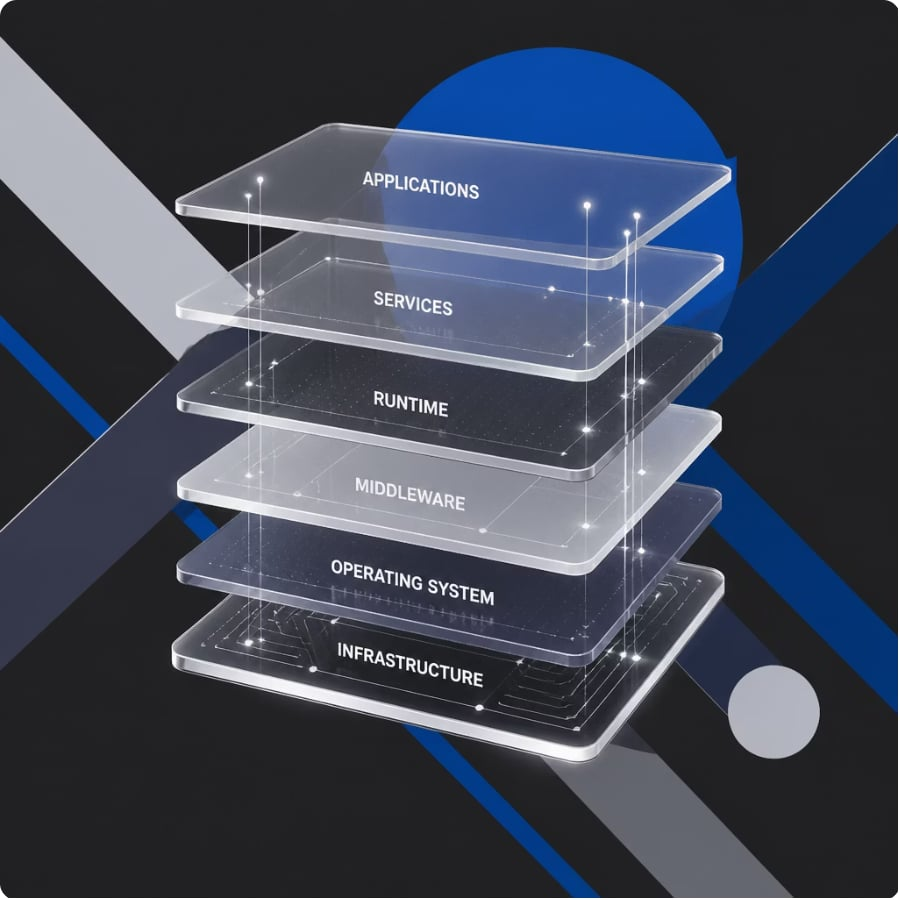 APPLICATIONS
SERVICES
RUNTIME
MIDDLEWARE
OPERATING SYSTEM
INFRASTRUCTURE